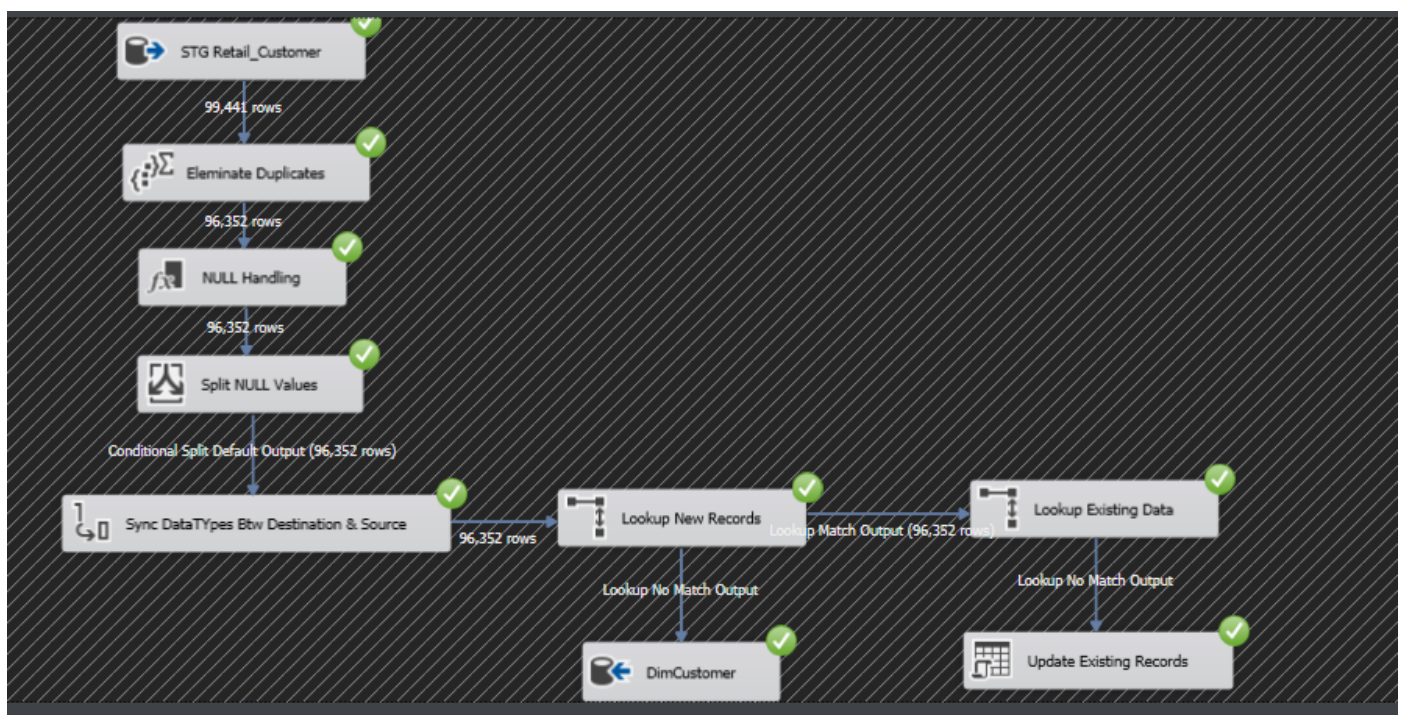 STG Retail_Customer
99,441 rows
Eleminate Duplicates
96,352 rows
NULL Handling
96,352 rows
Split NULL Values
Conditional Split Default Output (96,352 rows)
Sync DataTYpes Btw Destination & Source
96,352 rows
Lookup New Records
Lookup Match Output (96,352 rows)
Lookup Existing Data
Lookup No Match Output
Lookup No Match Output
DimCustomer
Update Existing Records